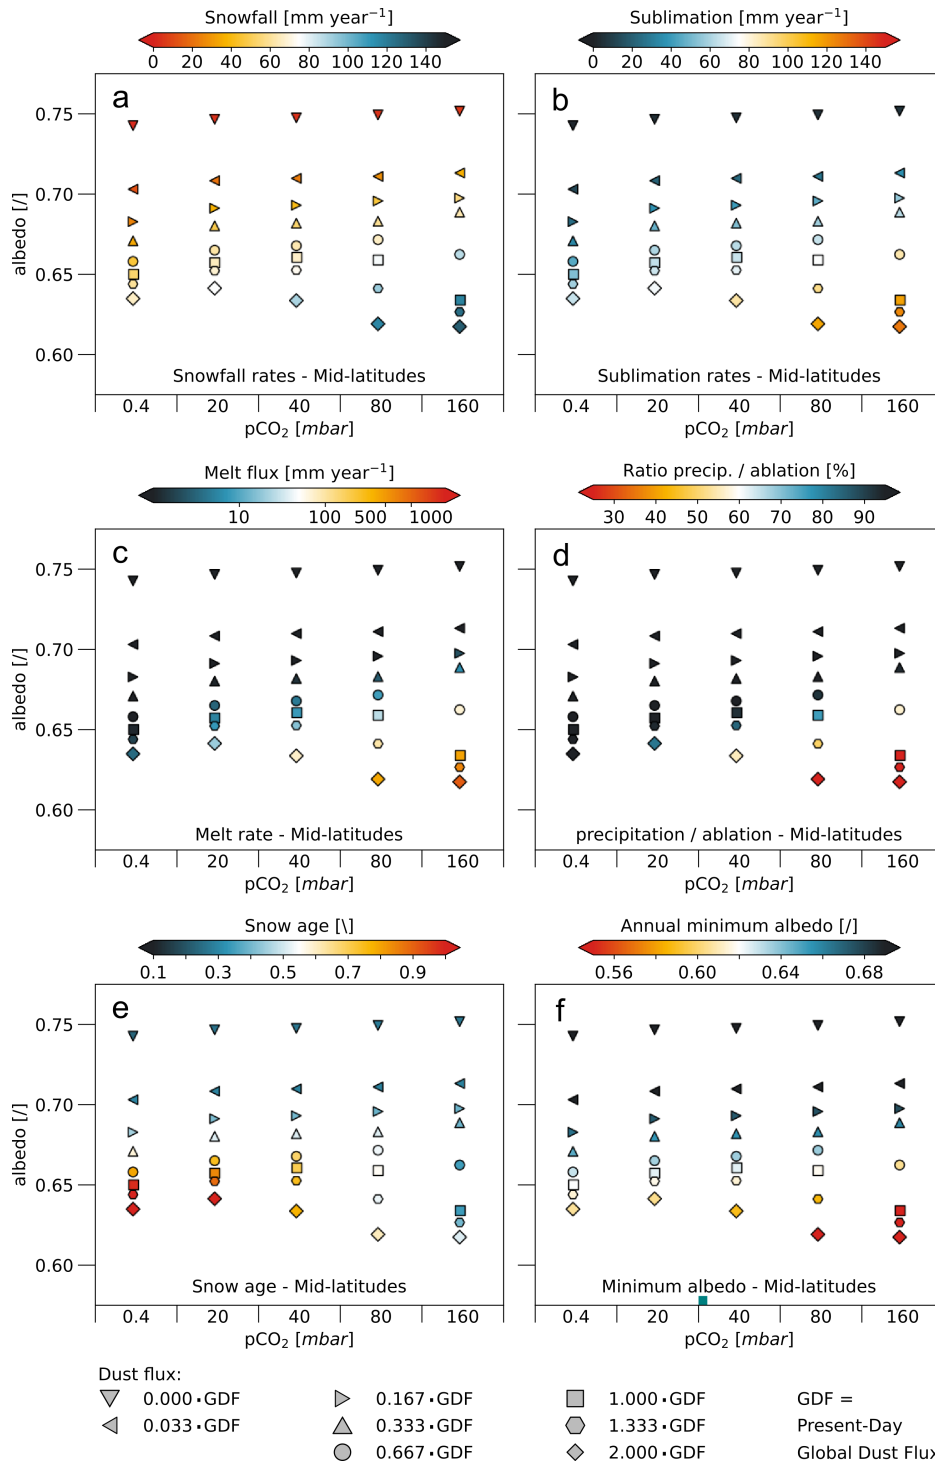 Snowfall [mm year⁻¹]
0 20 40 60 80 100 120 140
Sublimation [mm year⁻¹]
0 20 40 60 80 100 140
a
b
albedo [/]
0.75
0.70
0.65
0.60
Snowfall rates - Mid-latitudes
Sublimation rates - Mid-latitudes
0.4 20 40 80 160
0.4 20 40 80 160
pCO₂ [mbar]
pCO₂ [mbar]
Melt flux [mm year⁻¹]
10 100 500 1000
Ratio precip. / ablation [%]
30 40 50 60 70 80 90
c
d
albedo [/]
0.75
0.70
0.65
0.60
Melt rate - Mid-latitudes
precipitation / ablation - Mid-latitudes
0.4 20 40 80 160
0.4 20 40 80 160
pCO₂ [mbar]
pCO₂ [mbar]
Snow age [\]
0.1 0.3 0.5 0.7 0.9
Annual minimum albedo [/]
0.56 0.60 0.64 0.68
e
f
albedo [/]
0.75
0.70
0.65
0.60
Snow age - Mid-latitudes
Minimum albedo - Mid-latitudes
0.4 20 40 80 160
0.4 20 40 80 160
pCO₂ [mbar]
pCO₂ [mbar]
Dust flux:
0.000·GDF 0.167·GDF 1.000·GDF GDF =
0.033·GDF 0.333·GDF 1.333·GDF Present-Day
0.667·GDF 2.000·GDF Global Dust Flux